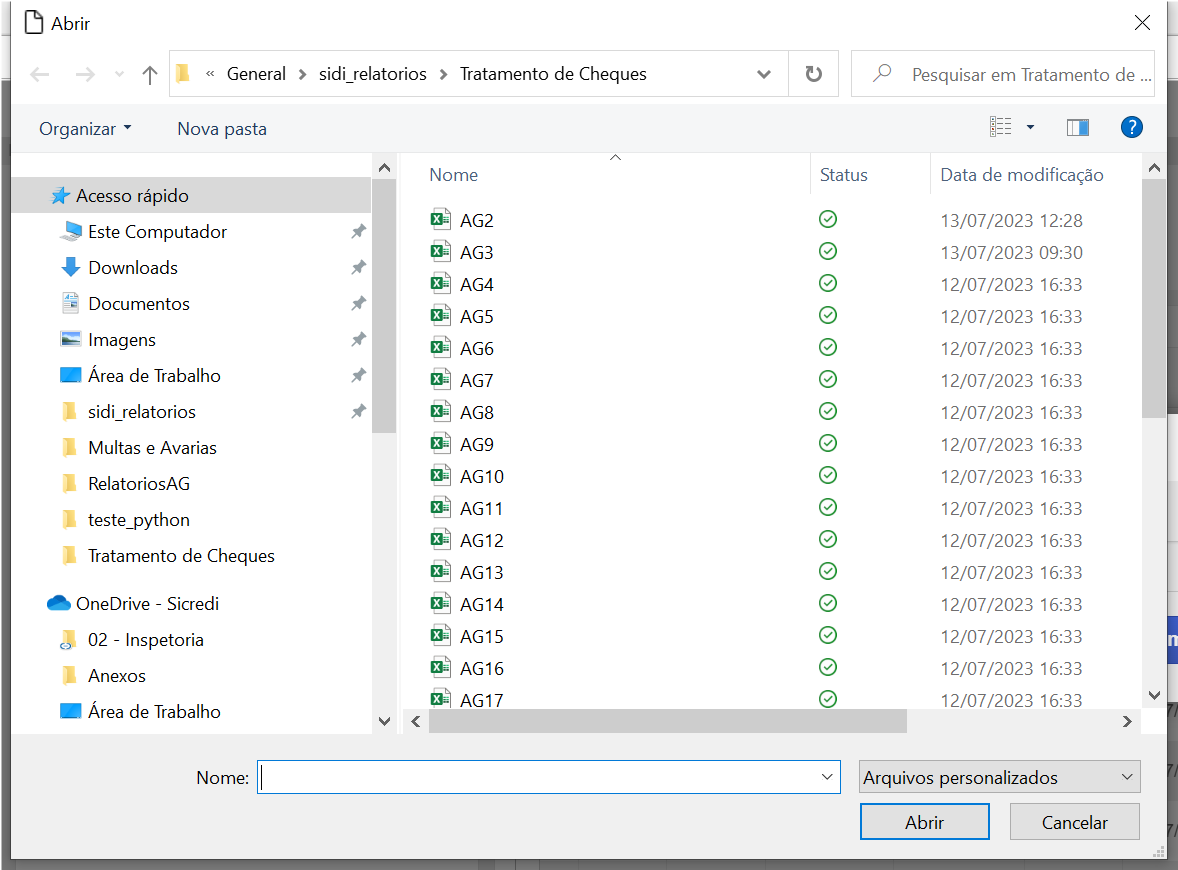 Abrir
« General > sidi_relatorios > Tratamento de Cheques
Pesquisar em Tratamento de ...
Organizar
Nova pasta
?
Acesso rápido
Este Computador
Downloads
Documentos
Imagens
Área de Trabalho
sidi_relatorios
Multas e Avarias
RelatoriosAG
teste_python
Tratamento de Cheques
OneDrive - Sicredi
02 - Inspetoria
Anexos
Área de Trabalho
Nome Status Data de modificação
AG2 13/07/2023 12:28
AG3 13/07/2023 09:30
AG4 12/07/2023 16:33
AG5 12/07/2023 16:33
AG6 12/07/2023 16:33
AG7 12/07/2023 16:33
AG8 12/07/2023 16:33
AG9 12/07/2023 16:33
AG10 12/07/2023 16:33
AG11 12/07/2023 16:33
AG12 12/07/2023 16:33
AG13 12/07/2023 16:33
AG14 12/07/2023 16:33
AG15 12/07/2023 16:33
AG16 12/07/2023 16:33
AG17 12/07/2023 16:33
Nome:
Arquivos personalizados
Abrir
Cancelar